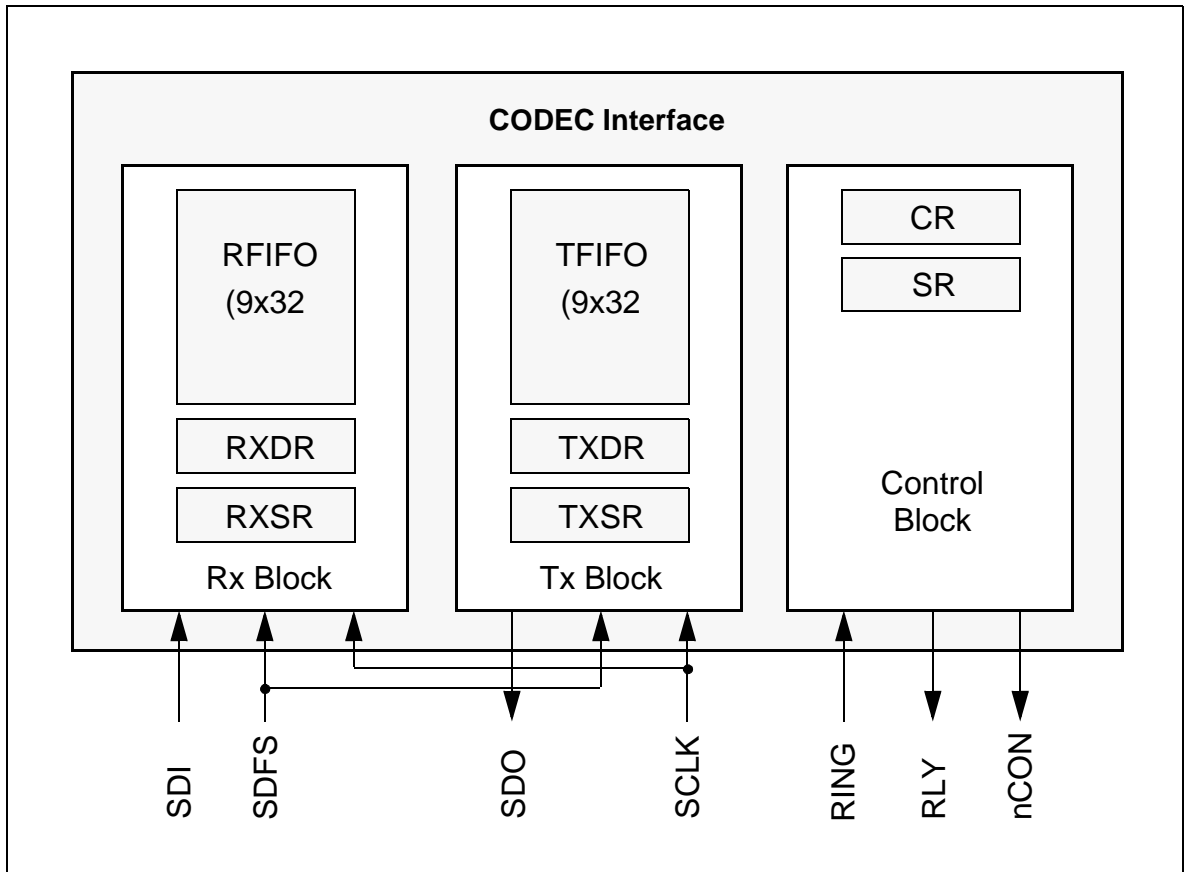 CODEC Interface
RFIFO
(9x32
RXDR
RXSR
Rx Block
TFIFO
(9x32
TXDR
TXSR
Tx Block
CR
SR
Control
Block
SDI
SDFS
SDO
SCLK
RING
RLY
nCON